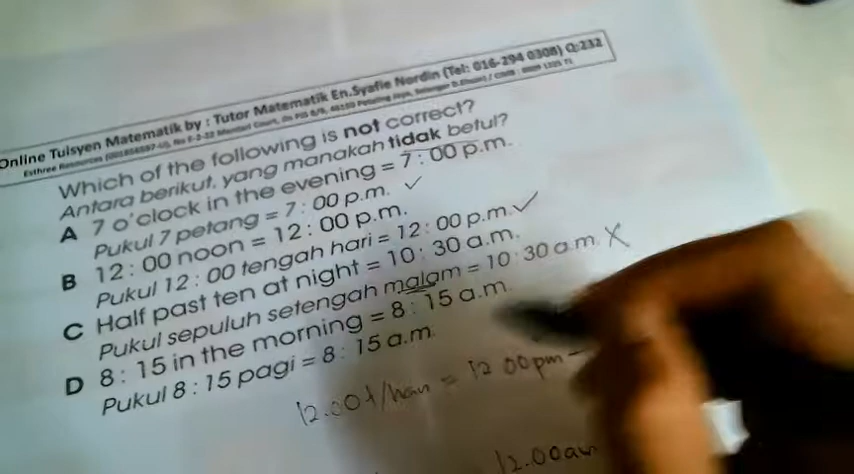 Online Tuisyen Matematik by : Tutor Matematik En.Syafie Nordin (Tel: 016-294 0308) Q:232
Which of the following is not correct?
Antara berikut, yang manakah tidak betul?
A 7 o'clock in the evening = 7 : 00 p.m.
Pukul 7 petang = 7 : 00 p.m. ✓
B 12 : 00 noon = 12 : 00 p.m.
Pukul 12 : 00 tengah hari = 12 : 00 p.m. ✓
C Half past ten at night = 10 : 30 a.m.
Pukul sepuluh setengah malam = 10 : 30 a.m. X
D 8 : 15 in the morning = 8 : 15 a.m.
Pukul 8 : 15 pagi = 8 : 15 a.m.
12.00 t/hari = 12 00pm –
12.00am